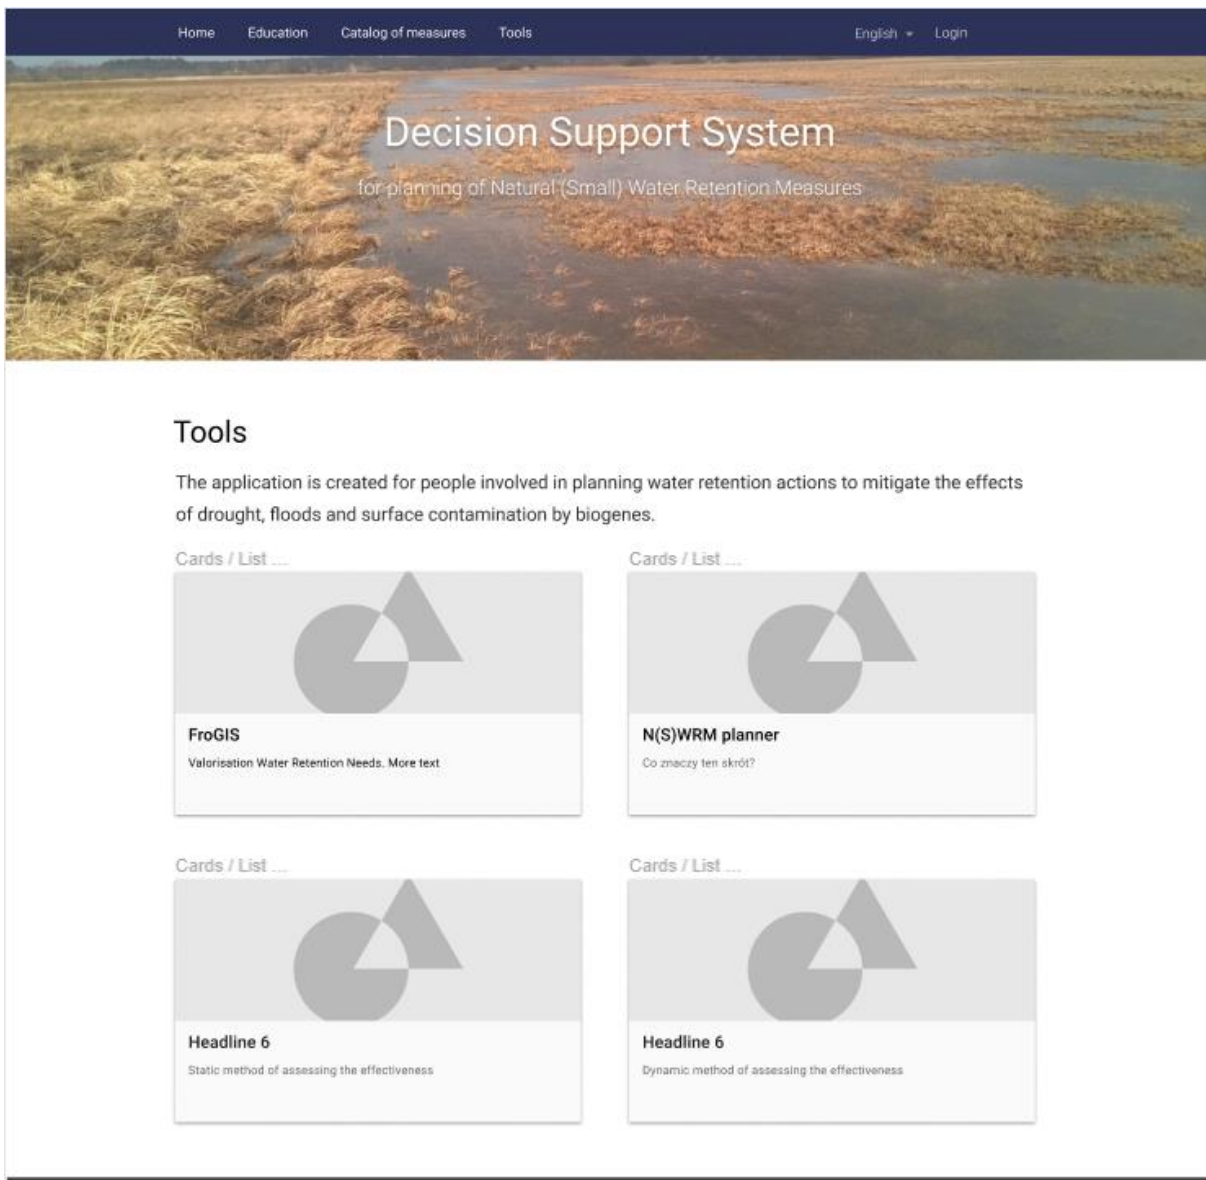 Home Education Catalog of measures Tools English Login
Decision Support System
for planning of Natural (Small) Water Retention Measures
Tools
The application is created for people involved in planning water retention actions to mitigate the effects
of drought, floods and surface contamination by biogenes.
Cards / List ... Cards / List ...
FroGIS
Valorisation Water Retention Needs. More text
N(S)WRM planner
Co znaczy ten skrót?
Cards / List ... Cards / List ...
Headline 6
Static method of assessing the effectiveness
Headline 6
Dynamic method of assessing the effectiveness